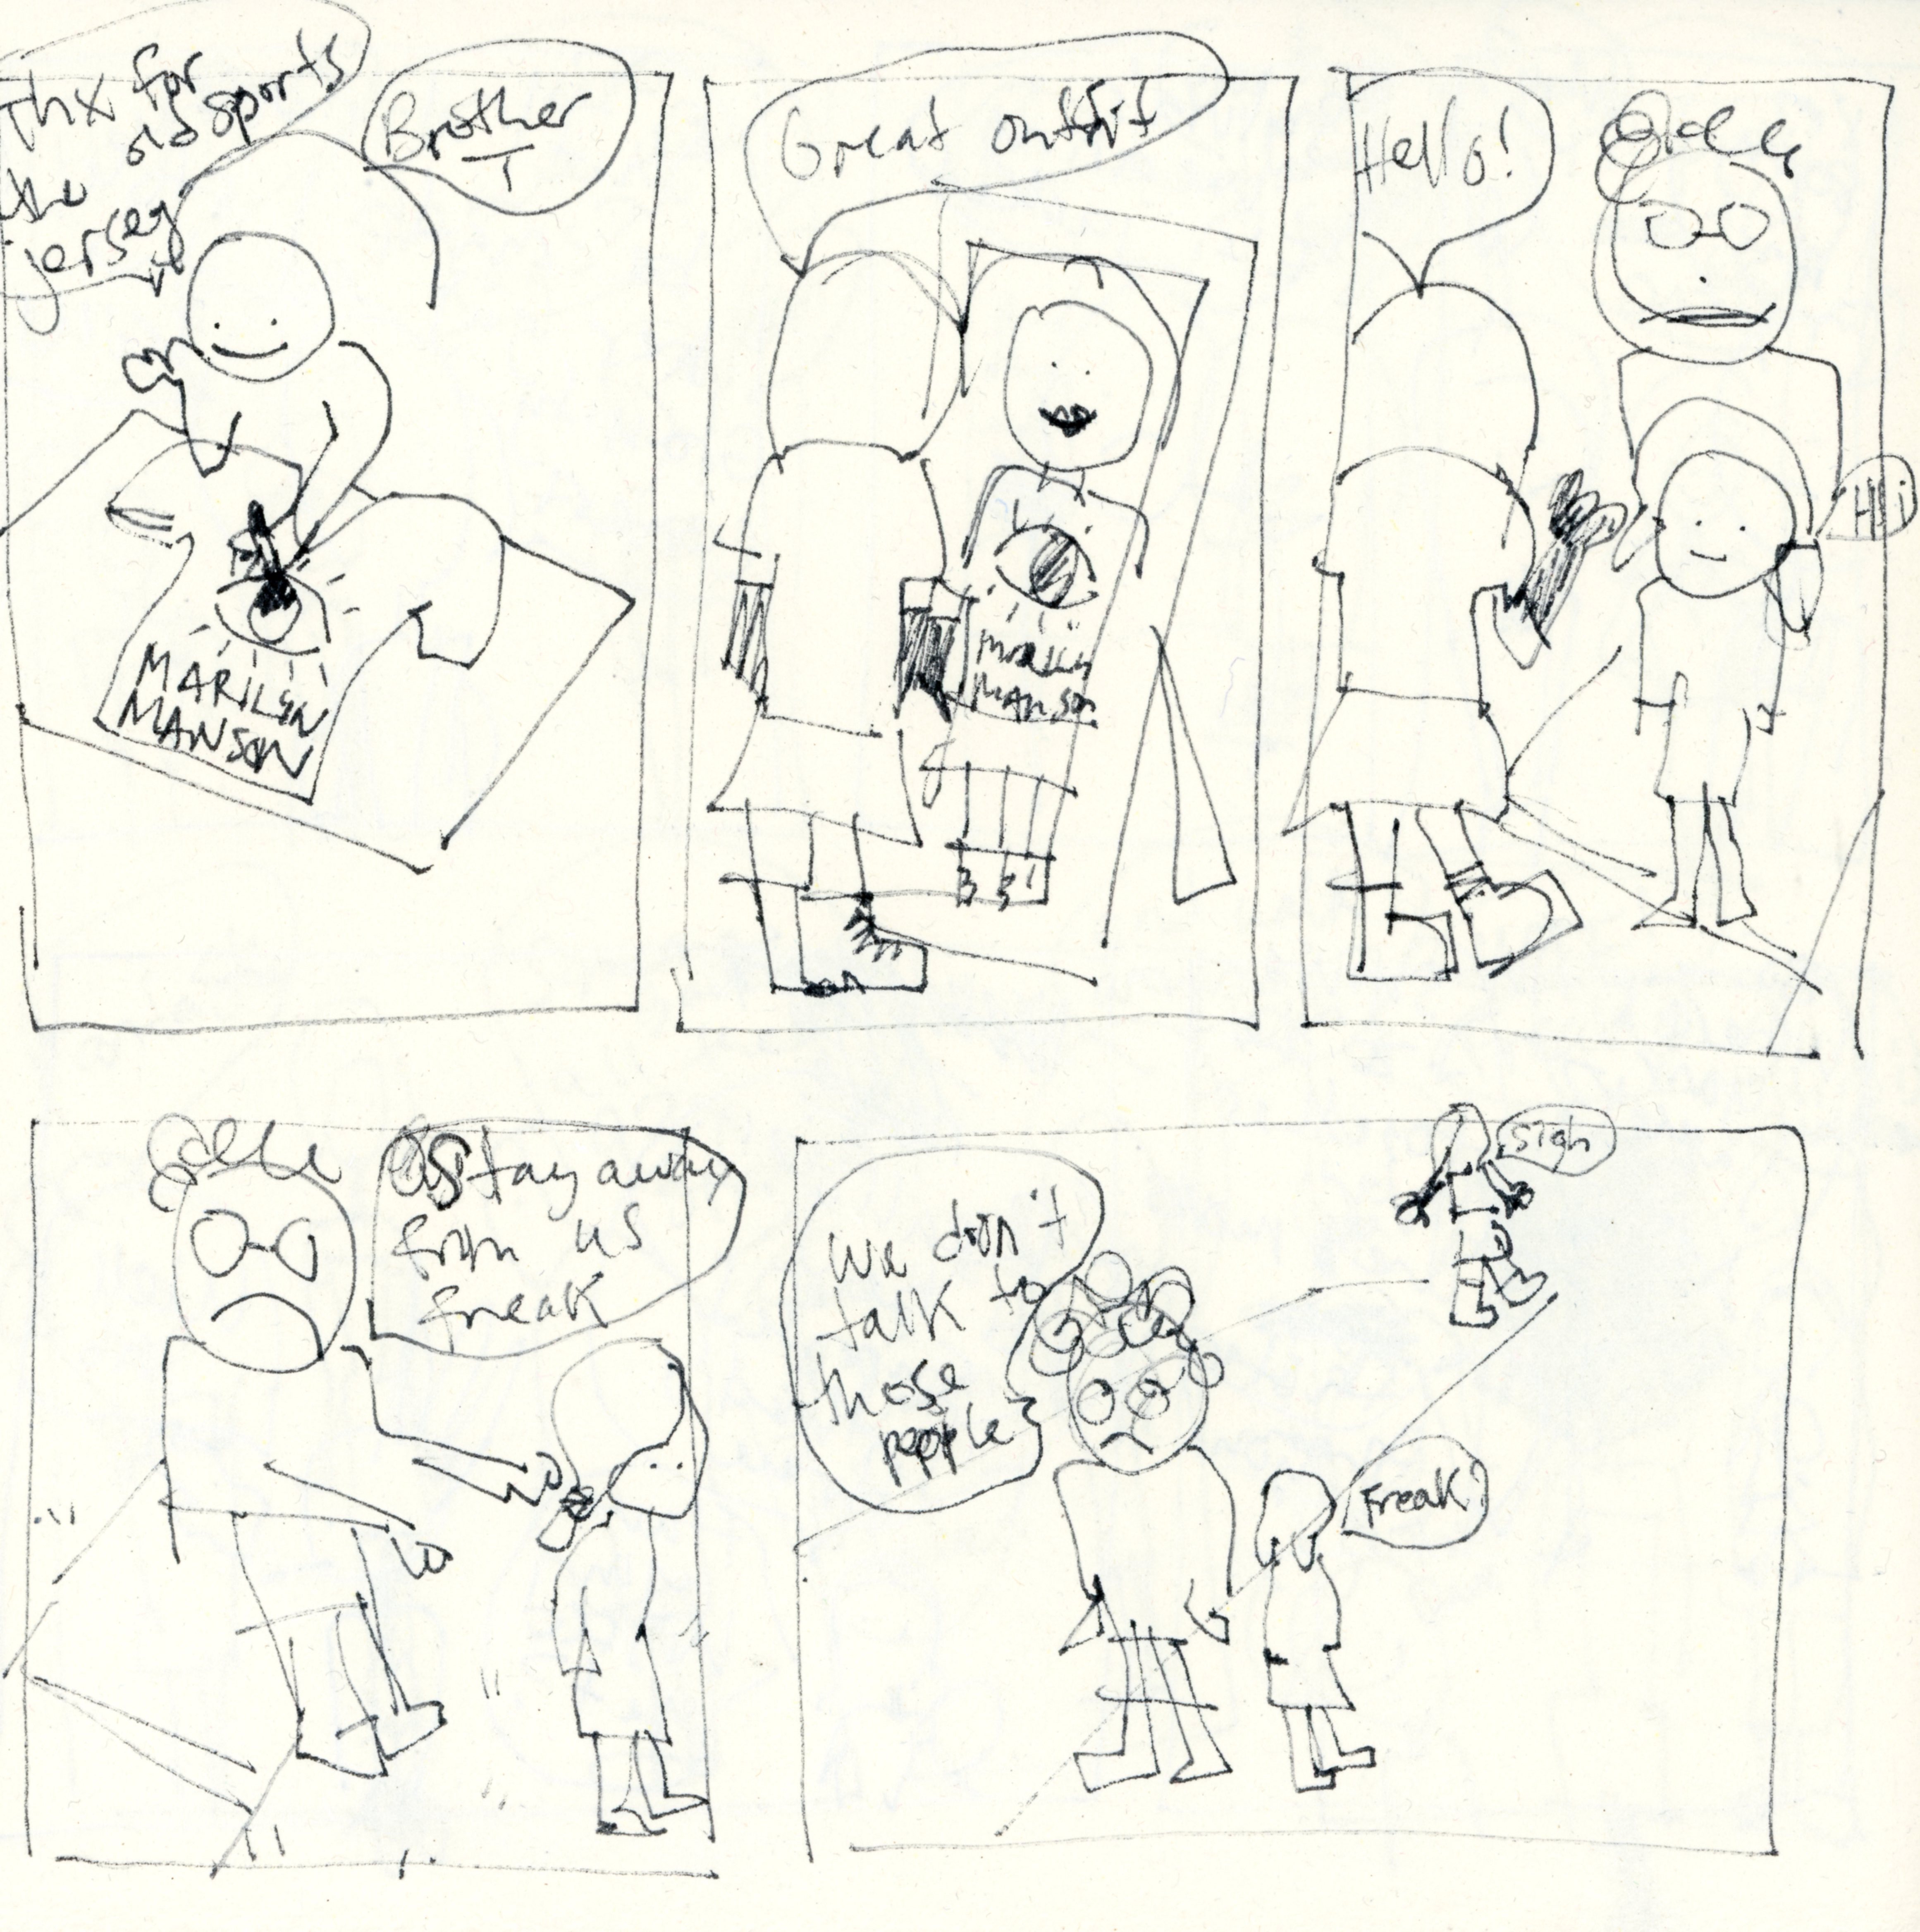 Thx for
old sports
the
jersey
Brother
T
MARILYN
MANSON
Great outfit
MANSON
Hello!
Hi
Stay away
from us
freak
We don't
talk to
those
people
sigh
Freak!